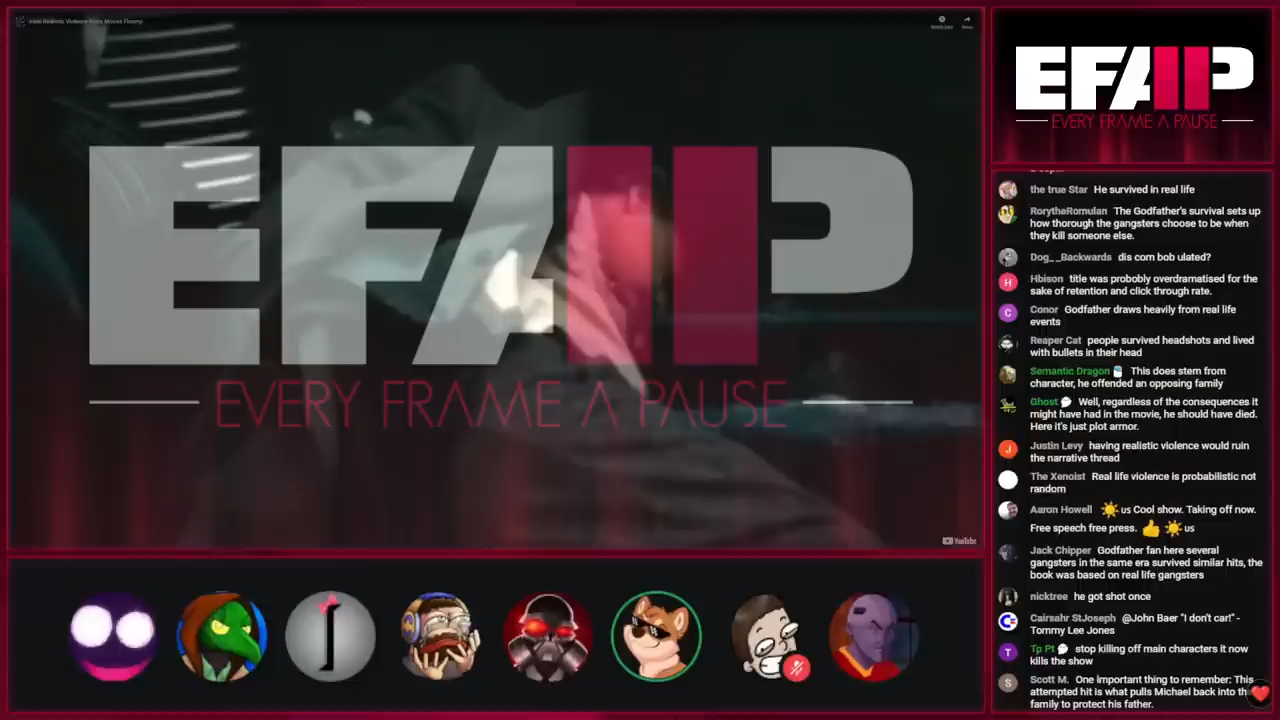 How Realistic Violence Ruins Movies
Watch later
Share
EFAP
EVERY FRAME A PAUSE
YouTube
EFAP
EVERY FRAME A PAUSE
the true Star He survived in real life
RorytheRomulan The Godfather's survival sets up
how thorough the gangsters choose to be when
they kill someone else.
Dog__Backwards dis com bob ulated?
Hbison title was probobly overdramatised for the
sake of retention and click through rate.
Conor Godfather draws heavily from real life
events
Reaper Cat people survived headshots and lived
with bullets in their head
Semantic Dragon This does stem from
character, he offended an opposing family
Ghost Well, regardless of the consequences it
might have had in the movie, he should have died.
Here it's just plot armor.
Justin Levy having realistic violence would ruin
the narrative thread
The Xenoist Real life violence is probabilistic not
random
Aaron Howell us Cool show. Taking off now.
Free speech free press. us
Jack Chipper Godfather fan here several
gangsters in the same era survived similar hits, the
book was based on real life gangsters
nicktree he got shot once
Cairsahr StJoseph @John Baer "I don't car!" -
Tommy Lee Jones
Tp Pt stop killing off main characters it now
kills the show
Scott M. One important thing to remember: This
attempted hit is what pulls Michael back into the
family to protect his father.